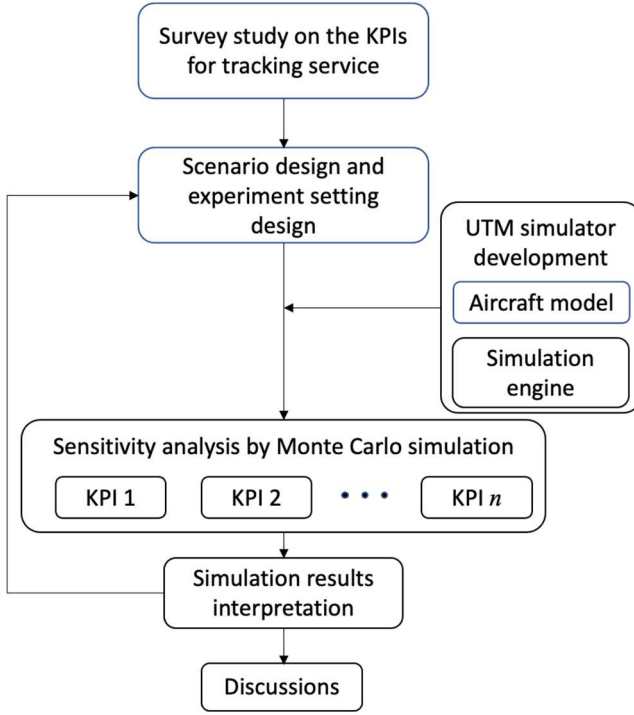 Survey study on the KPIs
for tracking service
Scenario design and
experiment setting
design
UTM simulator
development
Aircraft model
Simulation
engine
Sensitivity analysis by Monte Carlo simulation
KPI 1
KPI 2
• • •
KPI n
Simulation results
interpretation
Discussions